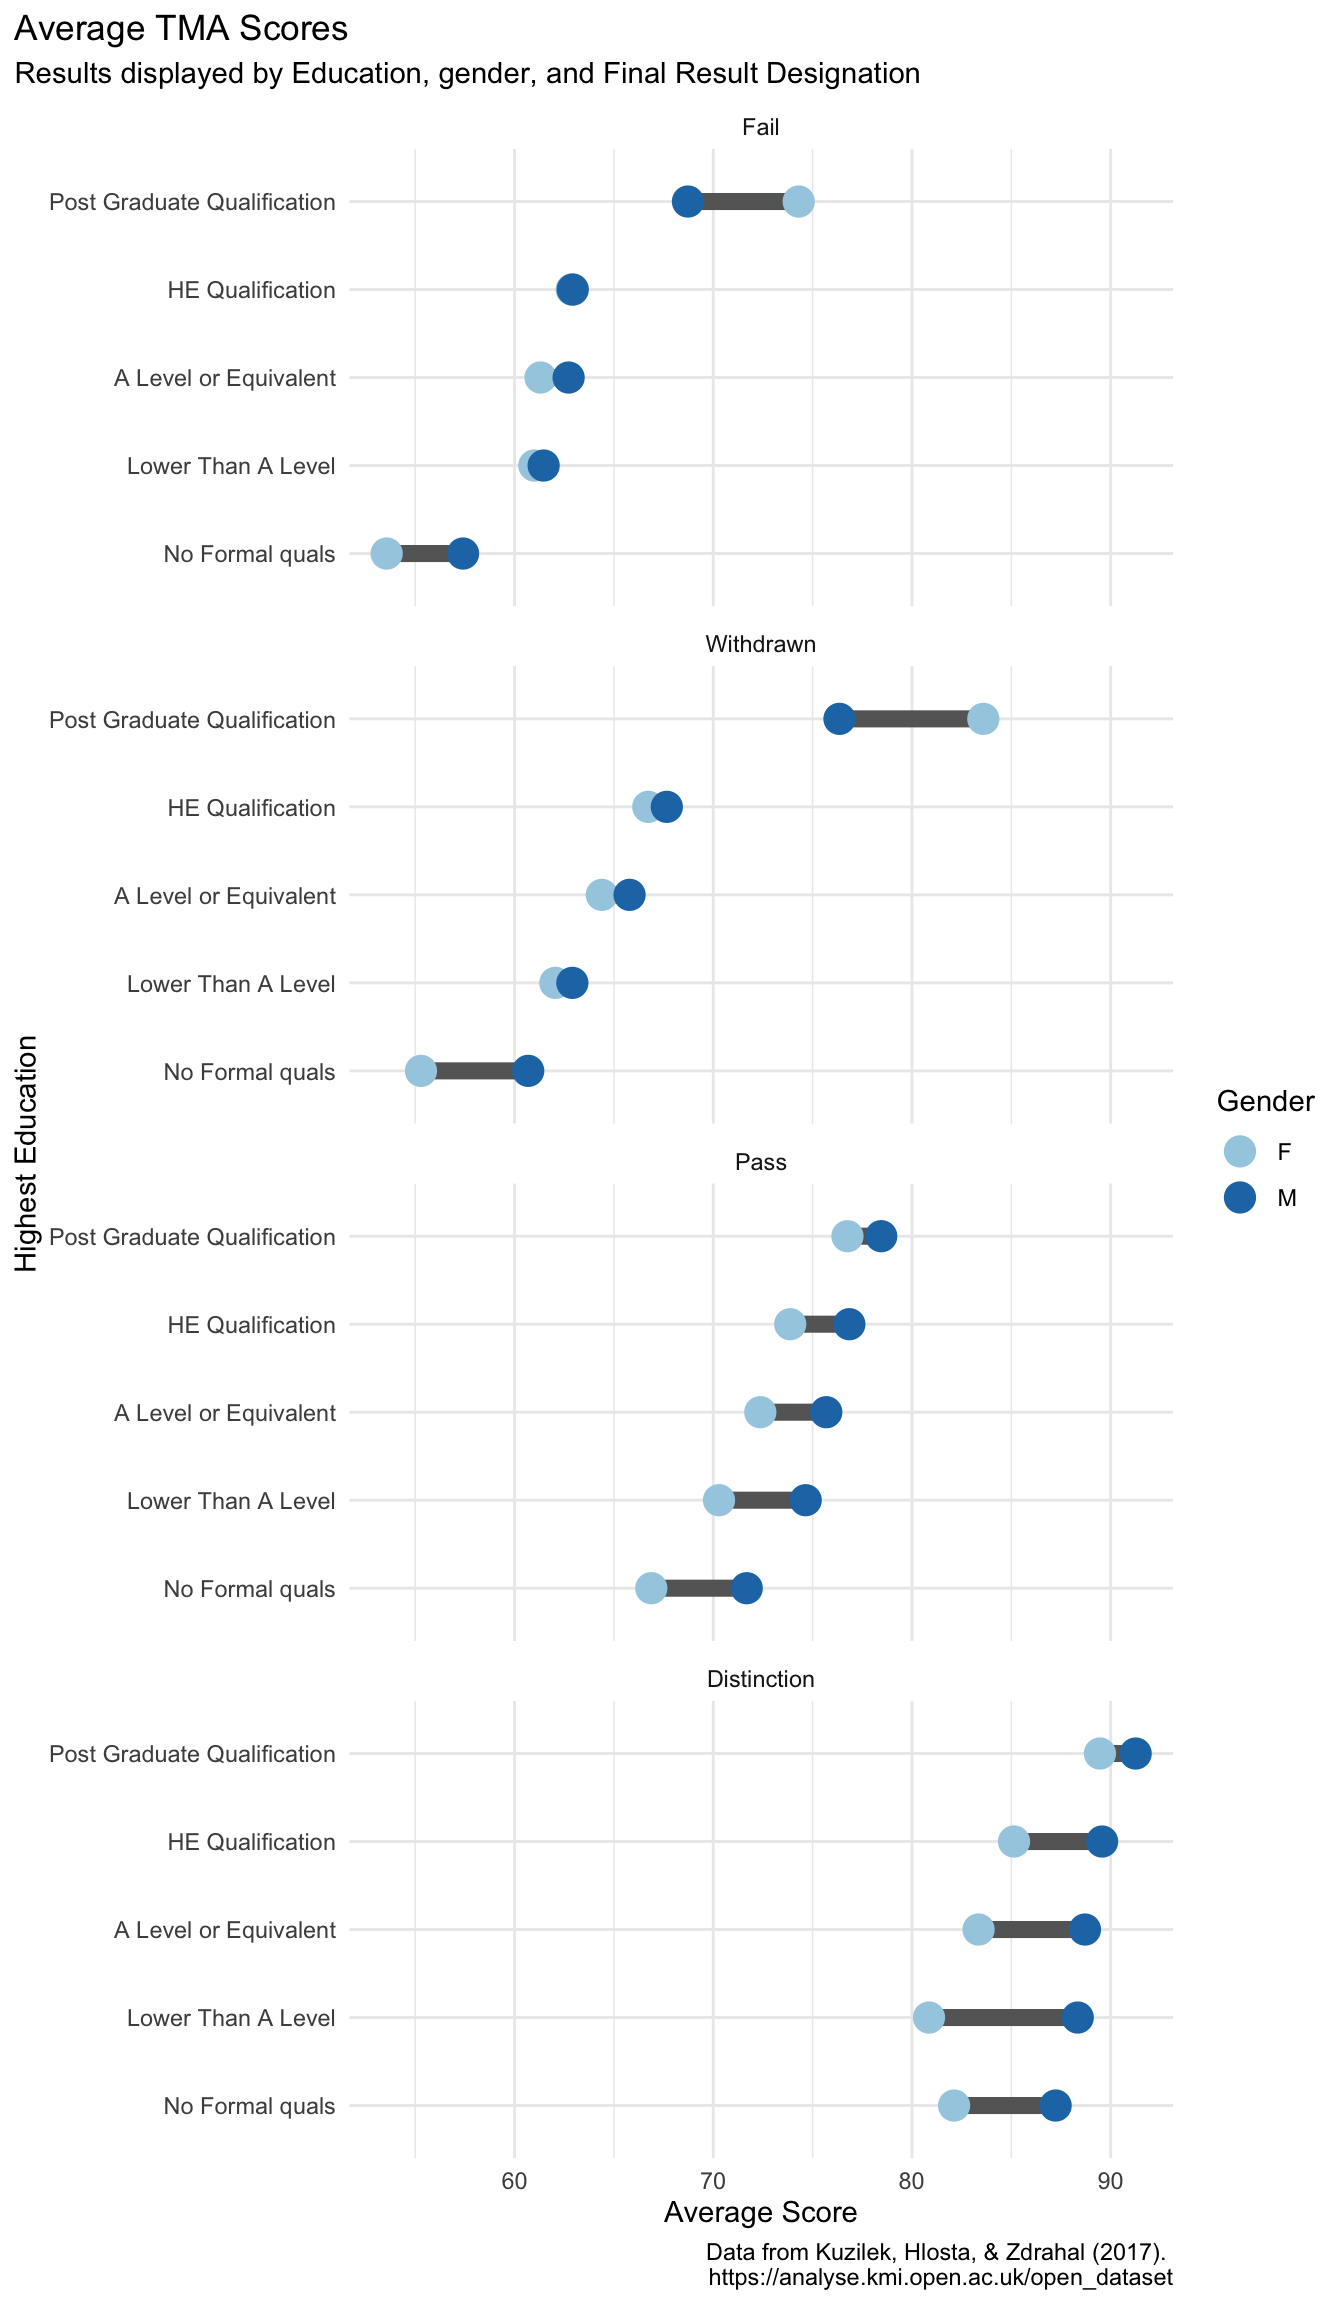 Average TMA Scores
Results displayed by Education, gender, and Final Result Designation
Fail
Post Graduate Qualification
HE Qualification
A Level or Equivalent
Lower Than A Level
No Formal quals
Withdrawn
Post Graduate Qualification
HE Qualification
A Level or Equivalent
Lower Than A Level
No Formal quals
Highest Education
Gender
F
M
Pass
Post Graduate Qualification
HE Qualification
A Level or Equivalent
Lower Than A Level
No Formal quals
Distinction
Post Graduate Qualification
HE Qualification
A Level or Equivalent
Lower Than A Level
No Formal quals
60 70 80 90
Average Score
Data from Kuzilek, Hlosta, & Zdrahal (2017).
https://analyse.kmi.open.ac.uk/open_dataset